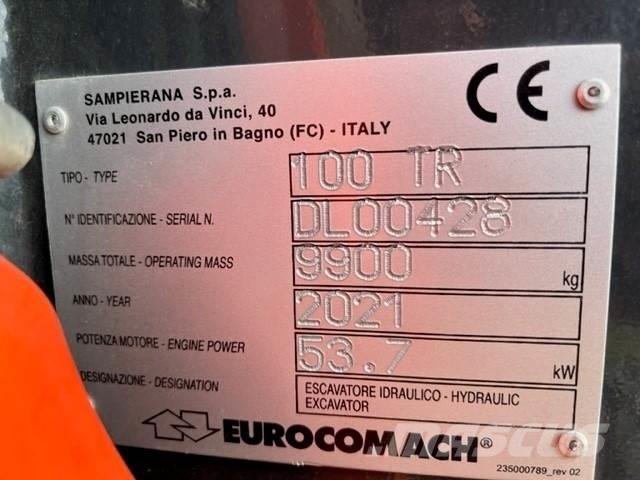 SAMPIERANA S.p.a.
Via Leonardo da Vinci, 40
47021 San Piero in Bagno (FC) - ITALY
CE
TIPO - TYPE 100 TR
N° IDENTIFICAZIONE - SERIAL N. DL00428
MASSA TOTALE - OPERATING MASS 9900 kg
ANNO - YEAR 2021
POTENZA MOTORE - ENGINE POWER 53.7 kW
DESIGNAZIONE - DESIGNATION ESCAVATORE IDRAULICO - HYDRAULIC
EXCAVATOR
EUROCOMACH®
235000789_rev 02
mascus